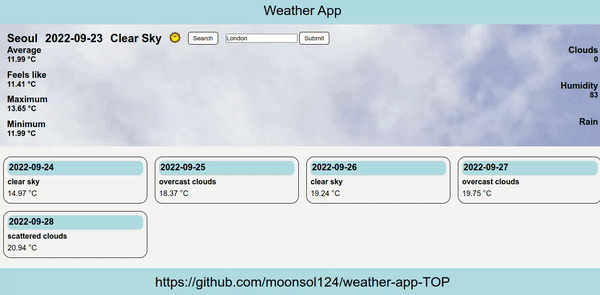 Weather App
Seoul 2022-09-23 Clear Sky Search London Submit
Average
11.99 °C
Feels like
11.41 °C
Maximum
13.65 °C
Minimum
11.99 °C
Clouds
0
Humidity
83
Rain
2022-09-24
clear sky
14.97 °C
2022-09-25
overcast clouds
18.37 °C
2022-09-26
clear sky
19.24 °C
2022-09-27
overcast clouds
19.75 °C
2022-09-28
scattered clouds
20.94 °C
https://github.com/moonsol124/weather-app-TOP